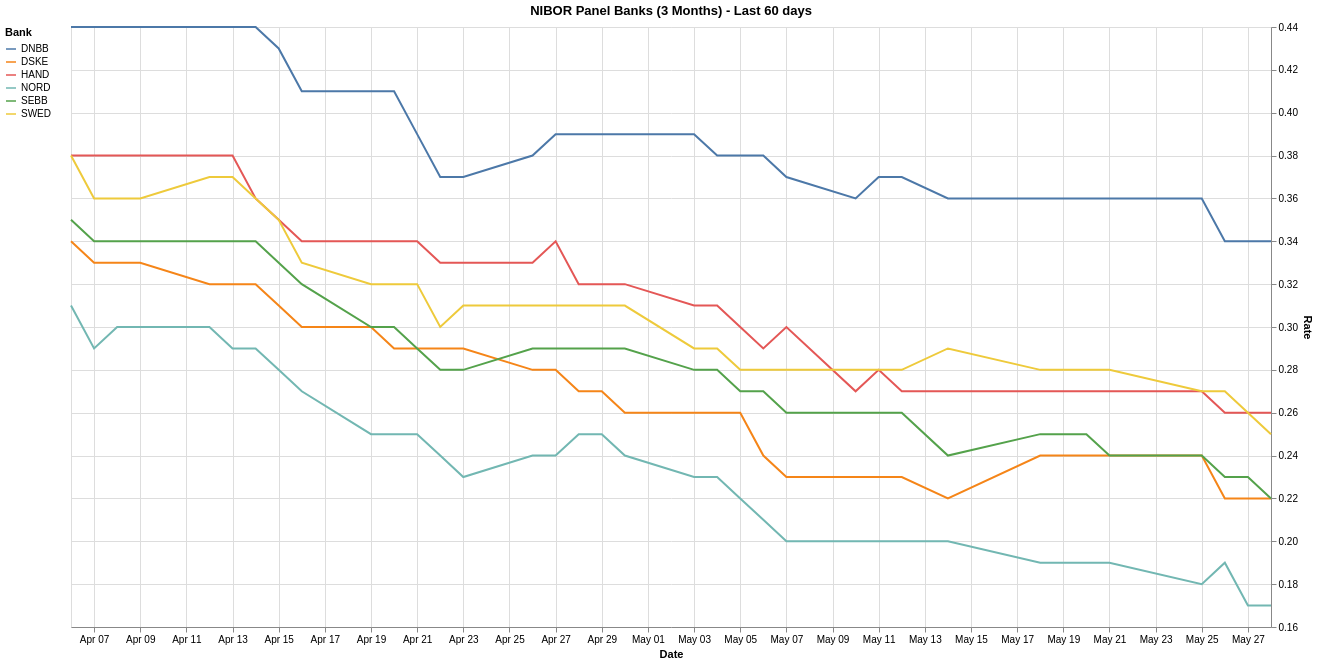 NIBOR Panel Banks (3 Months) - Last 60 days
Bank
DNBB
DSKE
HAND
NORD
SEBB
SWED
0.44
0.42
0.40
0.38
0.36
0.34
0.32
0.30
0.28
0.26
0.24
0.22
0.20
0.18
0.16
Rate
Apr 07 Apr 09 Apr 11 Apr 13 Apr 15 Apr 17 Apr 19 Apr 21 Apr 23 Apr 25 Apr 27 Apr 29 May 01 May 03 May 05 May 07 May 09 May 11 May 13 May 15 May 17 May 19 May 21 May 23 May 25 May 27
Date